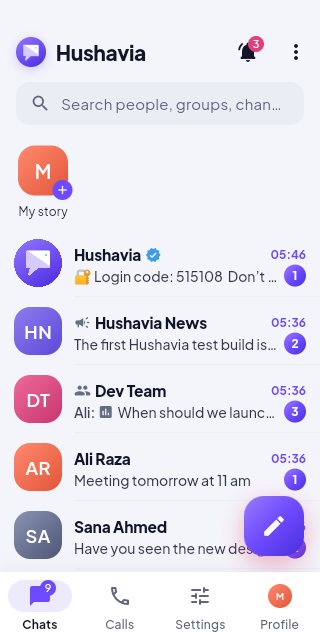 Hushavia
3
Search people, groups, chan...
M
My story
Hushavia 05:46
🔐 Login code: 515108 Don't ... 1
HN
Hushavia News 05:36
The first Hushavia test build is... 2
DT
Dev Team 05:36
Ali: 📊 When should we launc... 3
AR
Ali Raza 05:36
Meeting tomorrow at 11 am 1
SA
Sana Ahmed
Have you seen the new des
9
M
Chats Calls Settings Profile